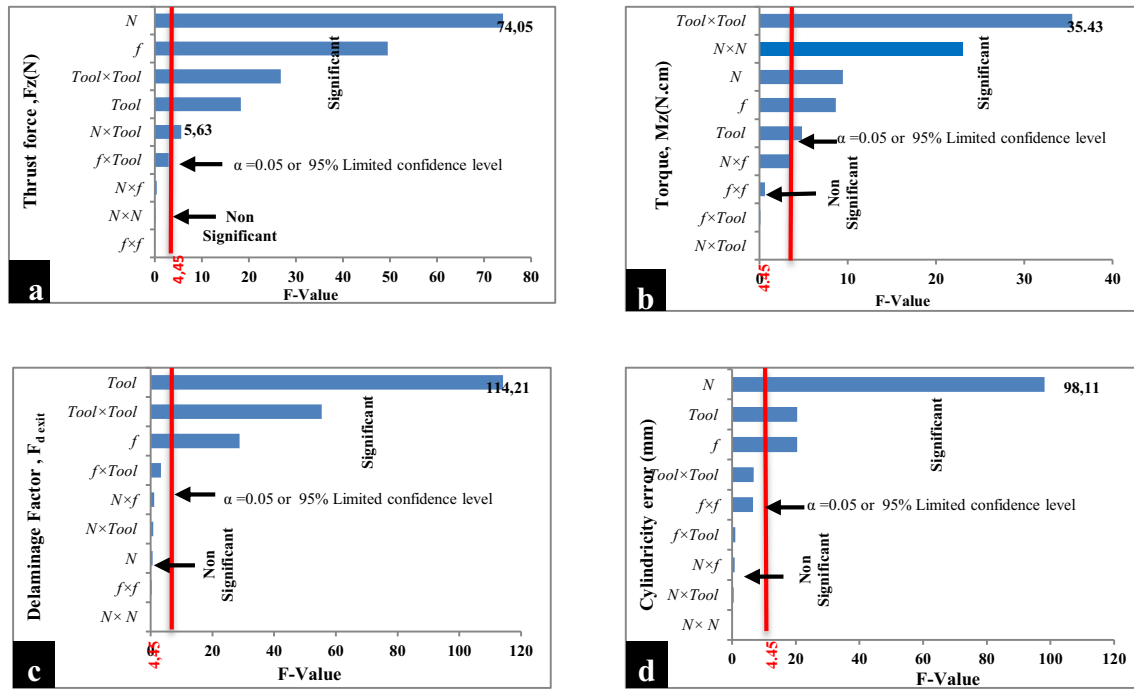 Thrust force ,Fz(N)
N
74,05
f
Tool×Tool
Tool
N×Tool
5,63
f×Tool
N×f
N×N
f×f
Significant
α =0.05 or 95% Limited confidence level
Non
Significant
0 10 20 30 40 50 60 70 80
4,45
F-Value
a
Torque, Mz(N.cm)
Tool×Tool
35.43
N×N
N
f
Tool
N×f
f×f
f×Tool
N×Tool
Significant
α =0.05 or 95% Limited confidence level
Non
Significant
0 10 20 30 40
4.45
F-Value
b
Delaminage Factor , Fd exit
Tool
114,21
Tool×Tool
f
f×Tool
N×f
N×Tool
N
f×f
N× N
Significant
α =0.05 or 95% Limited confidence level
Non
Significant
0 20 40 60 80 100 120
4,45
F-Value
c
Cylindricity error (mm)
N
98,11
Tool
f
Tool×Tool
f×f
f×Tool
N×f
N×Tool
N× N
Significant
α =0.05 or 95% Limited confidence level
Non
Significant
0 20 40 60 80 100 120
4.45
F-Value
d